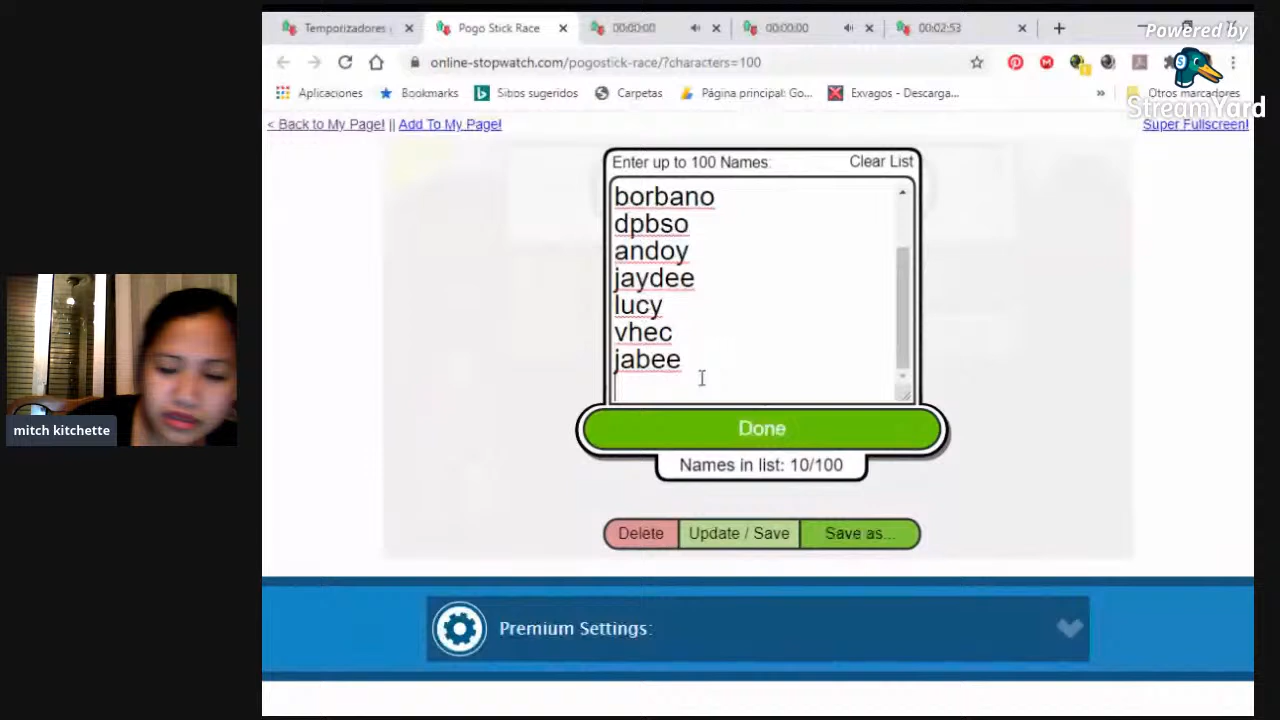 Temporizadores
Pogo Stick Race
00:00:00
00:00:00
00:02:53
Powered by
StreamYard
online-stopwatch.com/pogostick-race/?characters=100
Aplicaciones
Bookmarks
Sitios sugeridos
Carpetas
Página principal: Go...
Exvagos - Descarga...
»
Otros marcadores
< Back to My Page! || Add To My Page!
Super Fullscreen!
Enter up to 100 Names:
Clear List
borbano
dpbso
andoy
jaydee
lucy
vhec
jabee
Done
Names in list: 10/100
Delete
Update / Save
Save as...
mitch kitchette
Premium Settings: